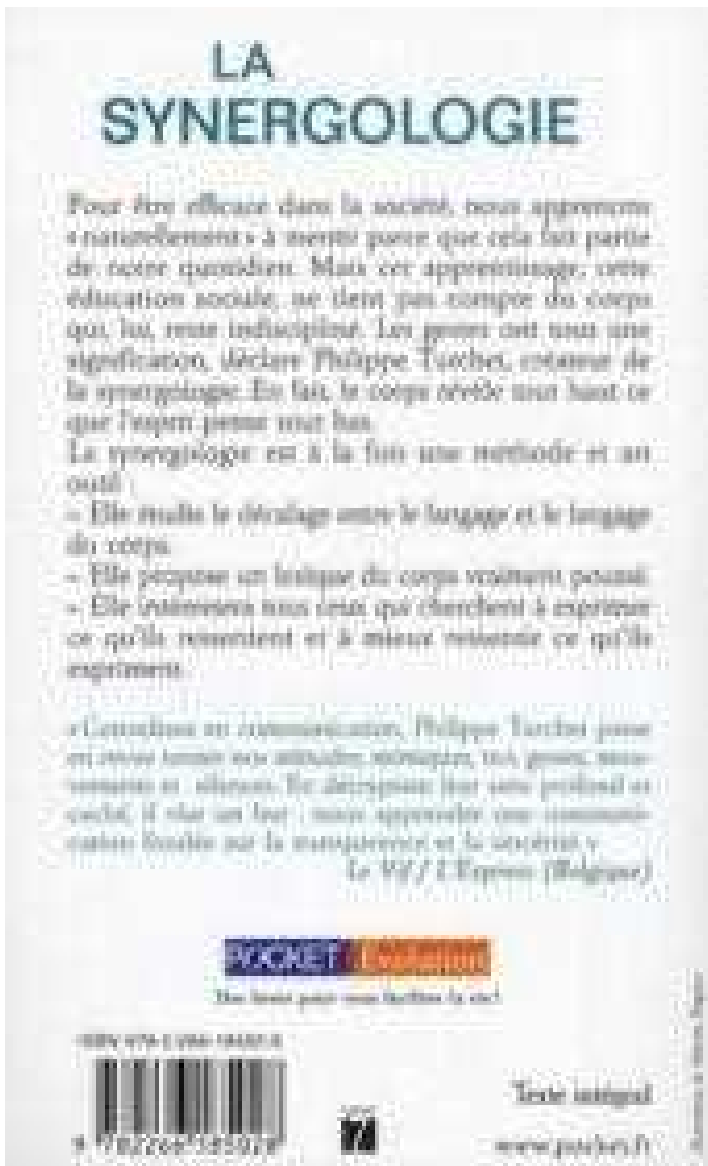 LA
SYNERGOLOGIE
Pour être efficace dans la société, nous apprenons
« naturellement » à mentir parce que cela fait partie
de notre quotidien. Mais cet apprentissage, cette
éducation sociale, ne tient pas compte du corps
qui, lui, reste indiscipliné. Les gestes ont tous une
signification, déclare Philippe Turchet, créateur de
la synergologie. En fait, le corps révèle tout haut ce
que l'esprit pense tout bas.
La synergologie est à la fois une méthode et un
outil :
– Elle étudie le décalage entre le langage et le langage
du corps.
– Elle propose un lexique du corps vraiment poussé.
– Elle intéressera tous ceux qui cherchent à exprimer
ce qu'ils ressentent et à mieux ressentir ce qu'ils
expriment.
« Consultant en communication, Philippe Turchet passe
en revue toutes nos attitudes, mimiques, tics, gestes, mou-
vements et silences. En décryptant leur sens profond et
caché, il vise un but : nous apprendre une communi-
cation fondée sur la transparence et la sincérité. »
Le Vif / L'Express (Belgique)
POCKET Évolution
Des livres pour vous faciliter la vie !
ISBN 978-2-266-
Texte intégral
www.pocket.fr